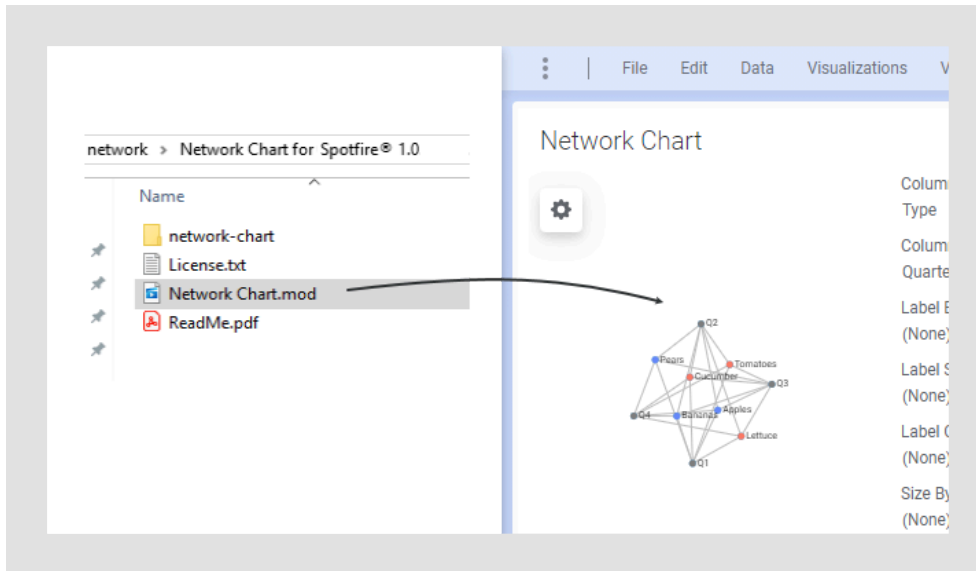 File Edit Data Visualizations V
network > Network Chart for Spotfire® 1.0
Name
network-chart
License.txt
Network Chart.mod
ReadMe.pdf
Network Chart
Q2
Pears
Tomatoes
Cucumber
Q3
Apples
Q4
Bananas
Lettuce
Q1
Colum
Type
Colum
Quarte
Label B
(None)
Label S
(None)
Label C
(None)
Size By
(None)